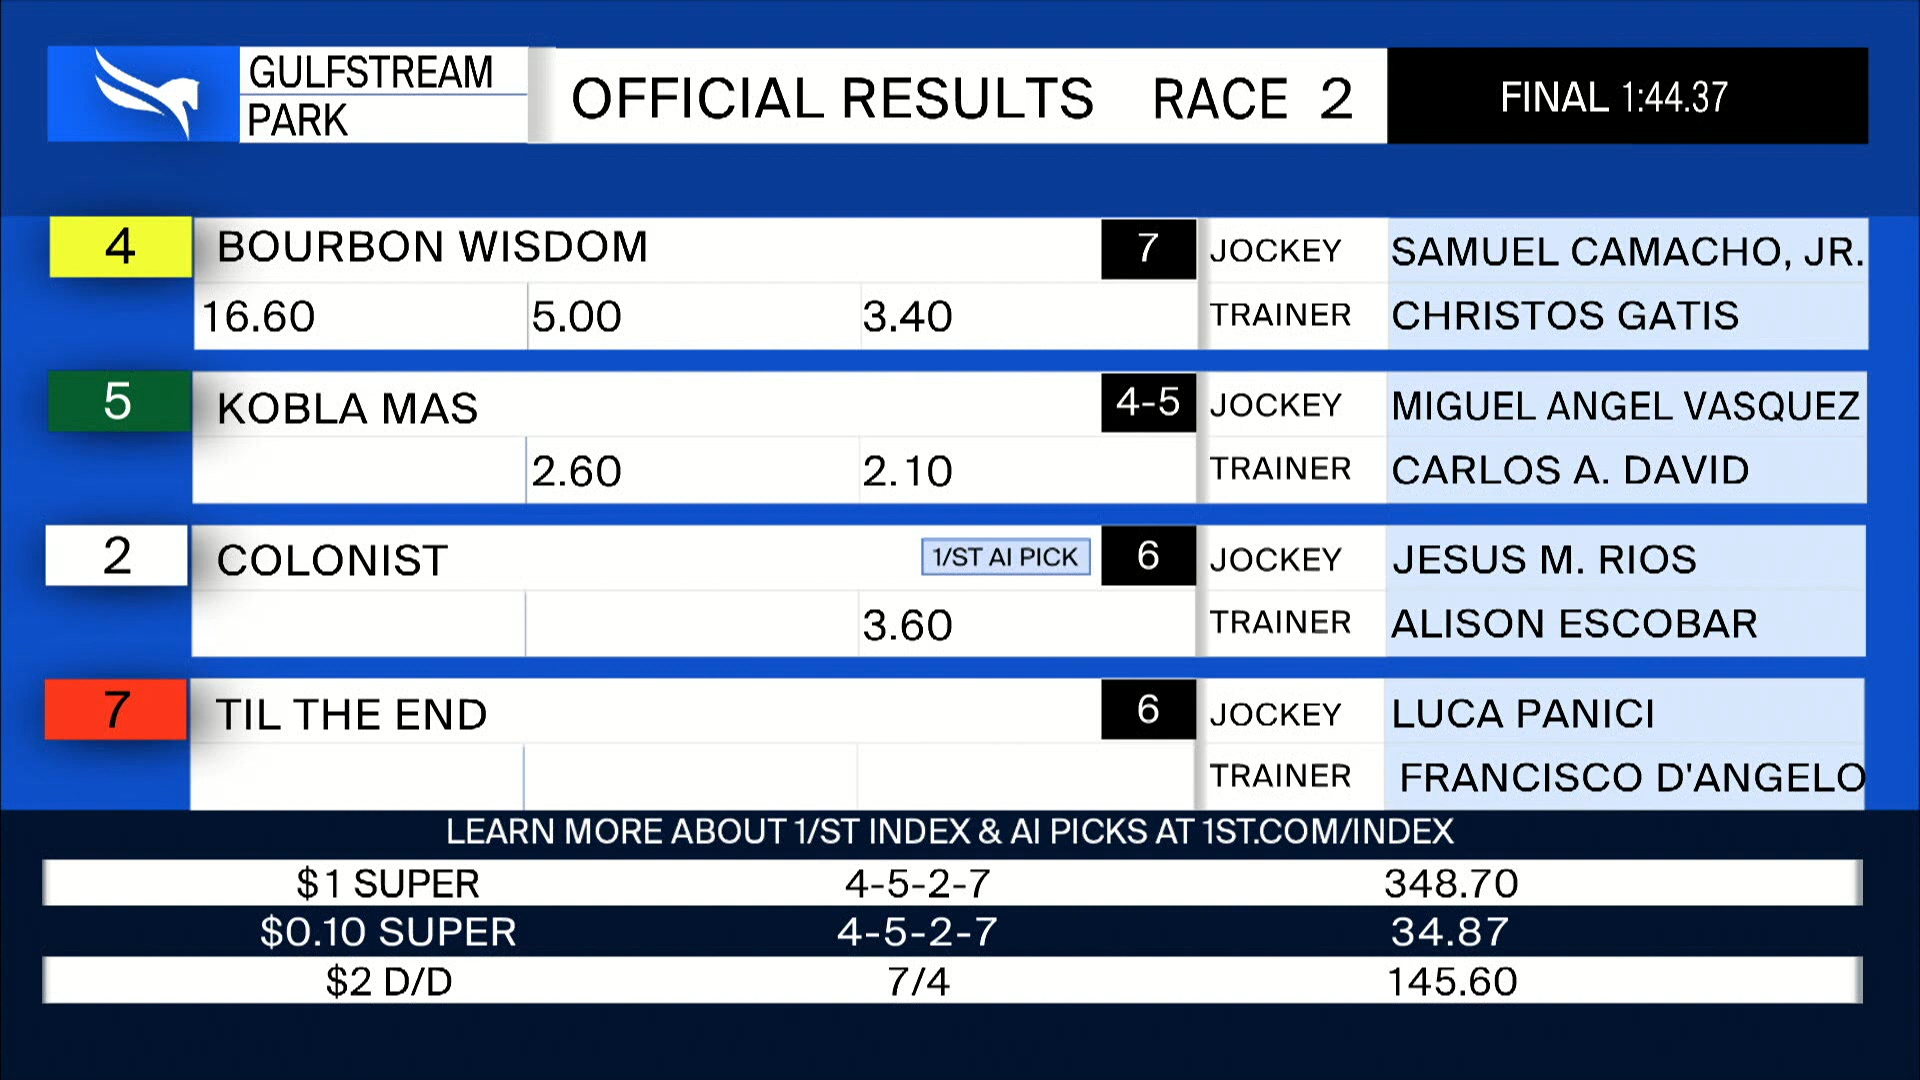 GULFSTREAM
PARK
OFFICIAL RESULTS RACE 2
FINAL 1:44.37
4 BOURBON WISDOM 7 JOCKEY SAMUEL CAMACHO, JR.
16.60 5.00 3.40 TRAINER CHRISTOS GATIS
5 KOBLA MAS 4-5 JOCKEY MIGUEL ANGEL VASQUEZ
2.60 2.10 TRAINER CARLOS A. DAVID
2 COLONIST 1/ST AI PICK 6 JOCKEY JESUS M. RIOS
3.60 TRAINER ALISON ESCOBAR
7 TIL THE END 6 JOCKEY LUCA PANICI
TRAINER FRANCISCO D'ANGELO
LEARN MORE ABOUT 1/ST INDEX & AI PICKS AT 1ST.COM/INDEX
$1 SUPER 4-5-2-7 348.70
$0.10 SUPER 4-5-2-7 34.87
$2 D/D 7/4 145.60